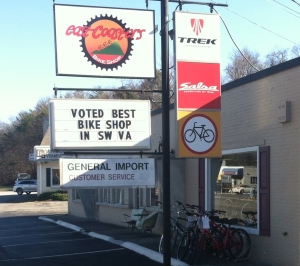 east Coasters
BIKE SHOP
TREK
Salsa
VOTED BEST
BIKE SHOP
IN SW VA
GENERAL IMPORT
CUSTOMER SERVICE